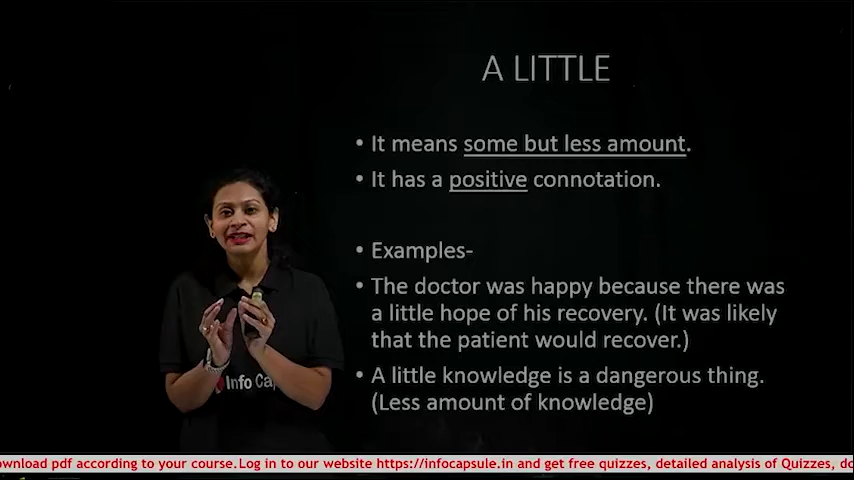 A LITTLE
• It means some but less amount.
• It has a positive connotation.
• Examples-
• The doctor was happy because there was
a little hope of his recovery. (It was likely
that the patient would recover.)
• A little knowledge is a dangerous thing.
(Less amount of knowledge)
Info
according to your course.Log in to our website https://infocapsule.in and get free quizzes, detailed analysis of Quizzes,